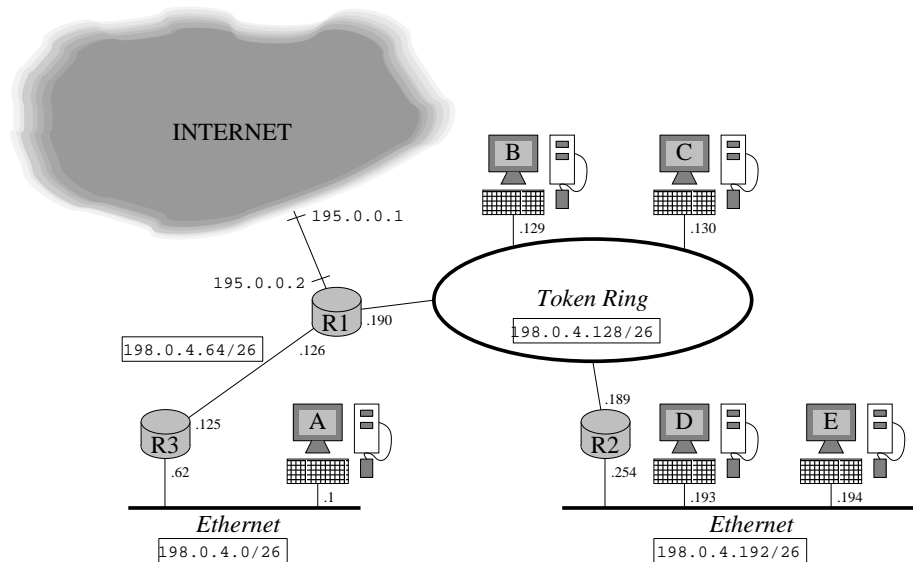 INTERNET
195.0.0.1
195.0.0.2
B
C
.129
.130
R1
.190
Token Ring
198.0.4.128/26
198.0.4.64/26
.126
.189
R3
.125
A
R2
D
E
.62
.1
.254
.193
.194
Ethernet
198.0.4.0/26
Ethernet
198.0.4.192/26